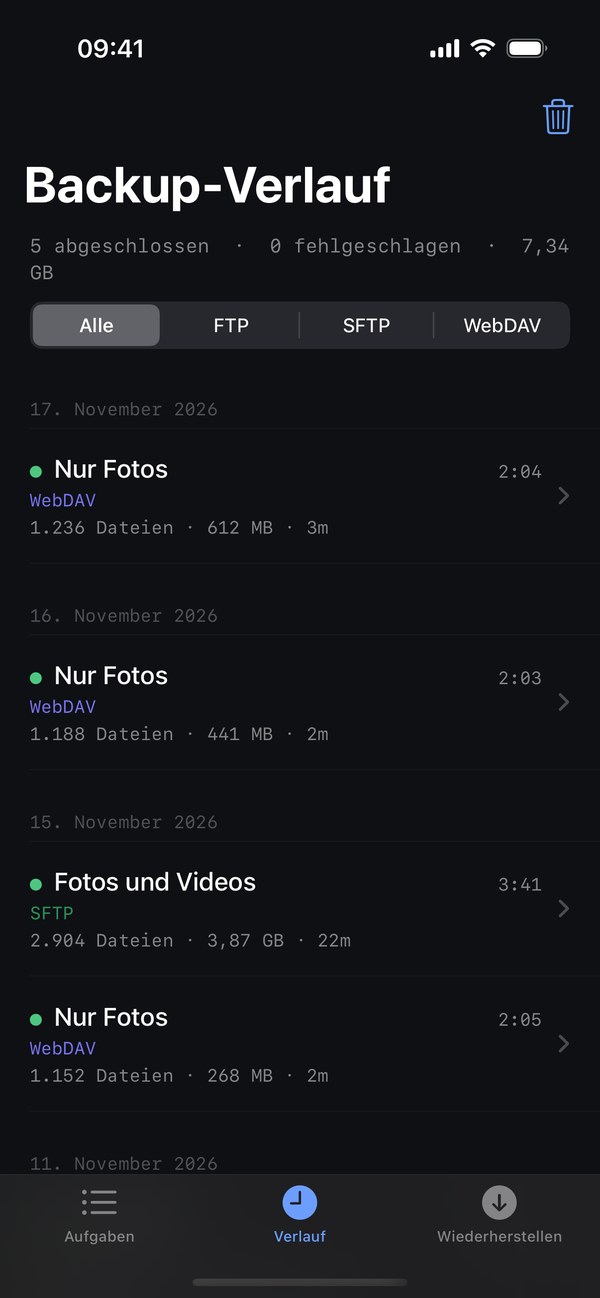 09:41
Backup-Verlauf
5 abgeschlossen · 0 fehlgeschlagen · 7,34
GB
Alle FTP SFTP WebDAV
17. November 2026
Nur Fotos 2:04
WebDAV
1.236 Dateien · 612 MB · 3m
16. November 2026
Nur Fotos 2:03
WebDAV
1.188 Dateien · 441 MB · 2m
15. November 2026
Fotos und Videos 3:41
SFTP
2.904 Dateien · 3,87 GB · 22m
Nur Fotos 2:05
WebDAV
1.152 Dateien · 268 MB · 2m
11. November 2026
Aufgaben Verlauf Wiederherstellen